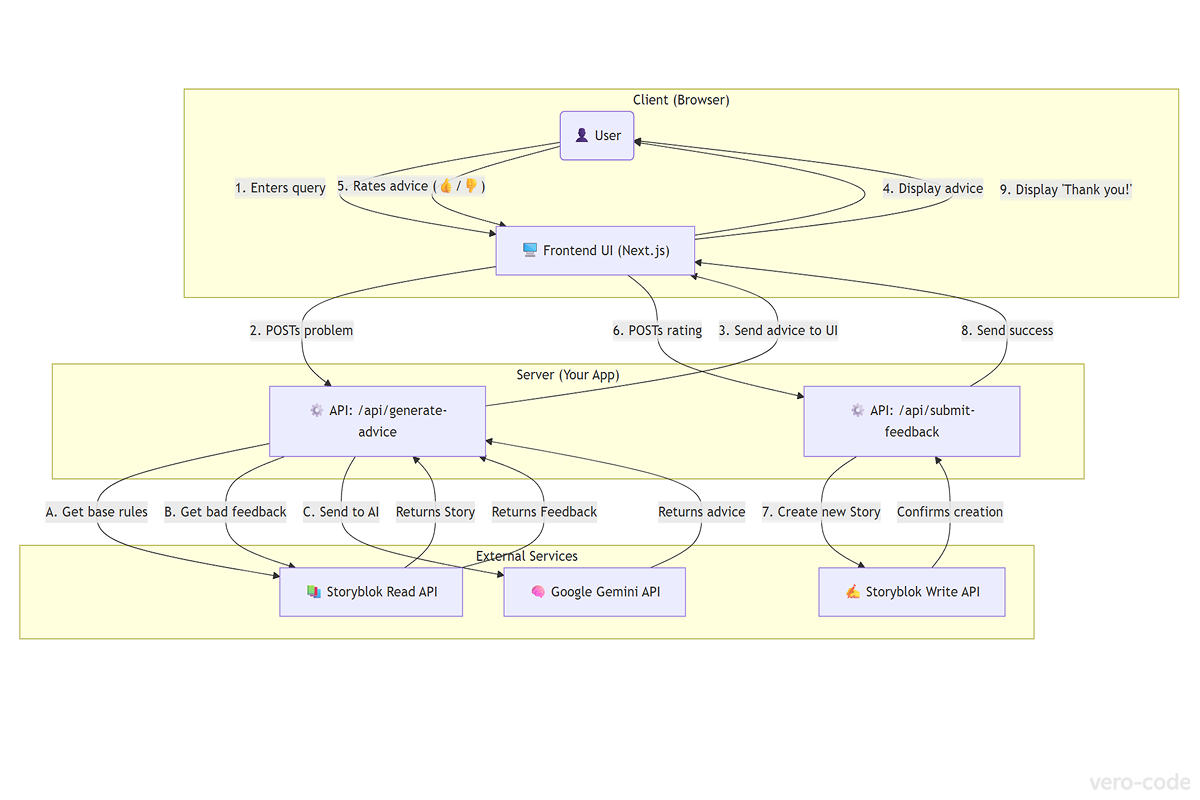 Client (Browser)
👤 User
1. Enters query
5. Rates advice (👍/👎)
4. Display advice
9. Display 'Thank you!'
🖥️ Frontend UI (Next.js)
2. POSTs problem
6. POSTs rating
3. Send advice to UI
8. Send success
Server (Your App)
⚙️ API: /api/generate-
advice
⚙️ API: /api/submit-
feedback
A. Get base rules
B. Get bad feedback
C. Send to AI
Returns Story
Returns Feedback
Returns advice
7. Create new Story
Confirms creation
External Services
📚 Storyblok Read API
🧠 Google Gemini API
✍️ Storyblok Write API
vero-code